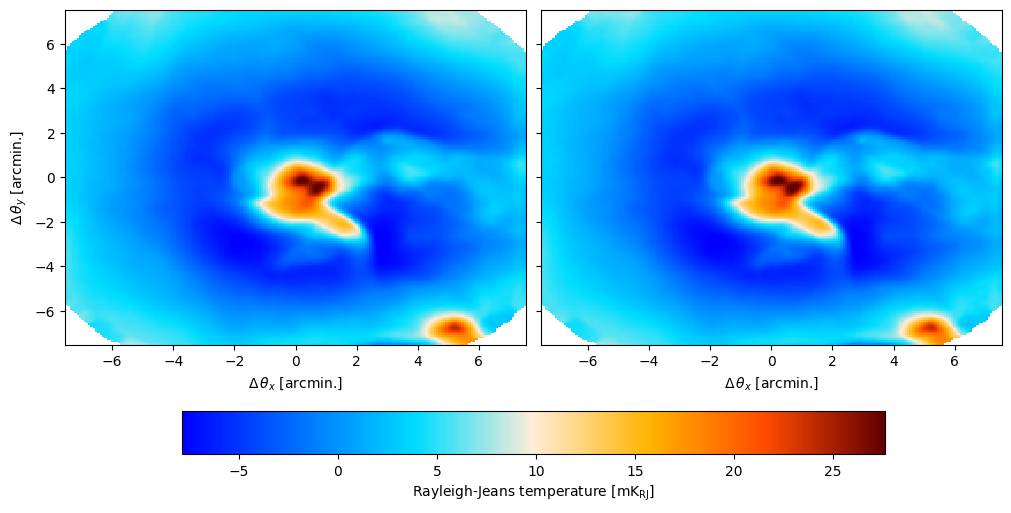 6
4
2
0
−2
−4
−6
Δθy [arcmin.]
−6 −4 −2 0 2 4 6
−6 −4 −2 0 2 4 6
Δθx [arcmin.]
Δθx [arcmin.]
−5 0 5 10 15 20 25
Rayleigh-Jeans temperature [mKRJ]